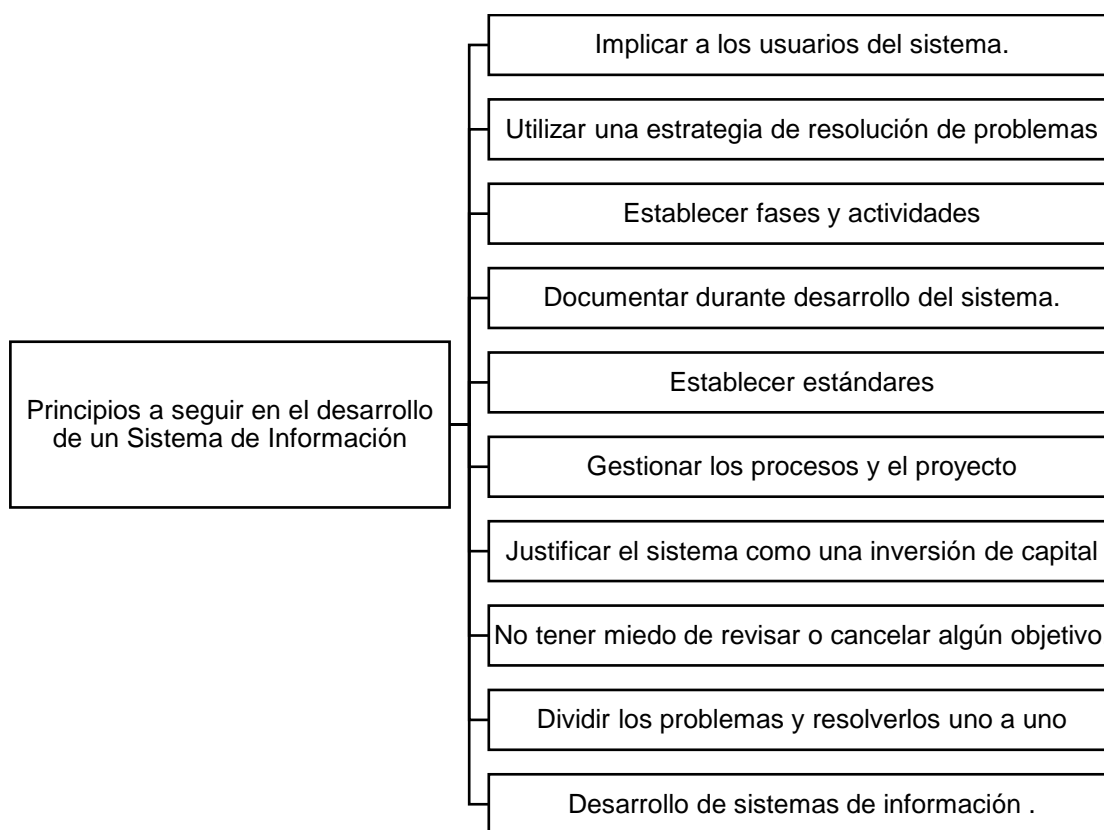 Implicar a los usuarios del sistema.
Utilizar una estrategia de resolución de problemas
Establecer fases y actividades
Documentar durante desarrollo del sistema.
Principios a seguir en el desarrollo
de un Sistema de Información
Establecer estándares
Gestionar los procesos y el proyecto
Justificar el sistema como una inversión de capital
No tener miedo de revisar o cancelar algún objetivo
Dividir los problemas y resolverlos uno a uno
Desarrollo de sistemas de información .